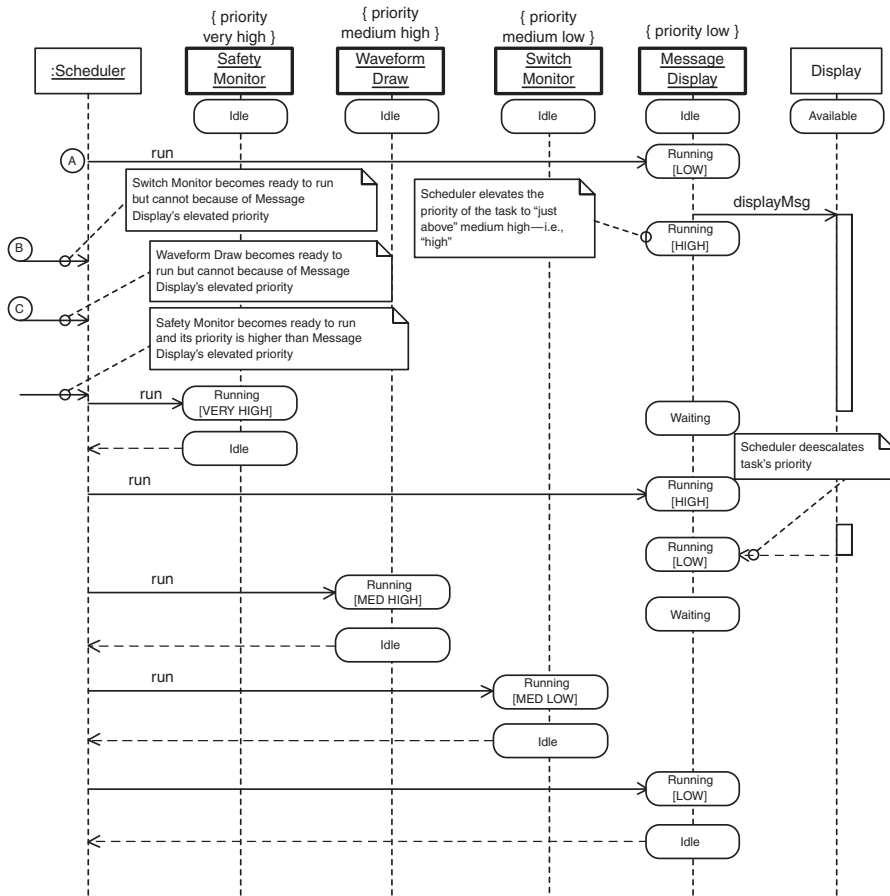 { priority
very high }
{ priority
medium high }
{ priority
medium low }
{ priority low }
:Scheduler
Safety
Monitor
Waveform
Draw
Switch
Monitor
Message
Display
Display
Idle
Idle
Idle
Idle
Available
A
run
Running
[LOW]
Switch Monitor becomes ready to run
but cannot because of Message
Display's elevated priority
Scheduler elevates the
priority of the task to “just
above” medium high—i.e.,
“high”
displayMsg
Running
[HIGH]
B
Waveform Draw becomes ready to
run but cannot because of Message
Display's elevated priority
C
Safety Monitor becomes ready to run
and its priority is higher than Message
Display's elevated priority
run
Running
[VERY HIGH]
Waiting
Idle
Scheduler deescalates
task's priority
run
Running
[HIGH]
Running
[LOW]
run
Running
[MED HIGH]
Waiting
Idle
run
Running
[MED LOW]
Idle
Running
[LOW]
Idle